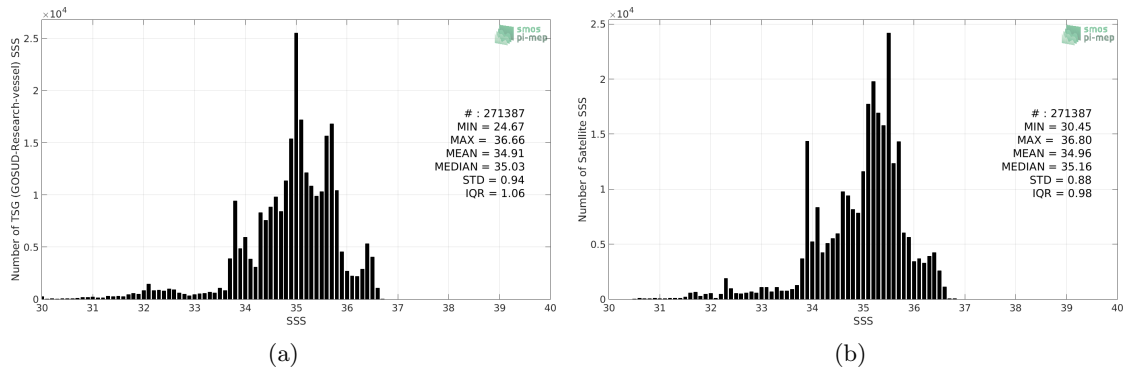 ×10⁴
Number of TSG (GOSUD-Research-vessel) SSS
2.5
2
1.5
1
0.5
0
30 31 32 33 34 35 36 37 38 39 40
SSS
smos
pi-mep
# : 271387
MIN = 24.67
MAX = 36.66
MEAN = 34.91
MEDIAN = 35.03
STD = 0.94
IQR = 1.06
(a)
×10⁴
Number of Satellite SSS
2.5
2
1.5
1
0.5
0
30 31 32 33 34 35 36 37 38 39 40
SSS
smos
pi-mep
# : 271387
MIN = 30.45
MAX = 36.80
MEAN = 34.96
MEDIAN = 35.16
STD = 0.88
IQR = 0.98
(b)